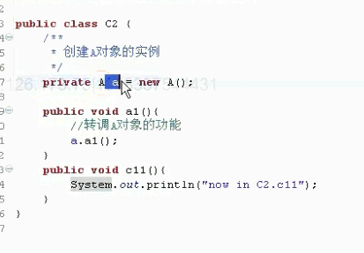 public class C2 {
/**
* 创建A对象的实例
*/
private A a = new A();
public void a1(){
//转调A对象的功能
a.a1();
}
public void c11(){
System.out.println("now in C2.c11");
}
}